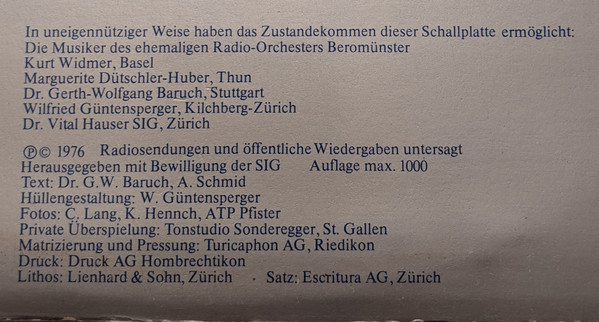 In uneigennütziger Weise haben das Zustandekommen dieser Schallplatte ermöglicht:
Die Musiker des ehemaligen Radio-Orchesters Beromünster
Kurt Widmer, Basel
Marguerite Dütschler-Huber, Thun
Dr. Gerth-Wolfgang Baruch, Stuttgart
Wilfried Güntensperger, Kilchberg-Zürich
Dr. Vital Hauser SIG, Zürich
℗© 1976 Radiosendungen und öffentliche Wiedergaben untersagt
Herausgegeben mit Bewilligung der SIG Auflage max. 1000
Text: Dr. G.W. Baruch, A. Schmid
Hüllengestaltung: W. Güntensperger
Fotos: C. Lang, K. Hennch, ATP Pfister
Private Überspielung: Tonstudio Sonderegger, St. Gallen
Matrizierung und Pressung: Turicaphon AG, Riedikon
Druck: Druck AG Hombrechtikon
Lithos: Lienhard & Sohn, Zürich · Satz: Escritura AG, Zürich